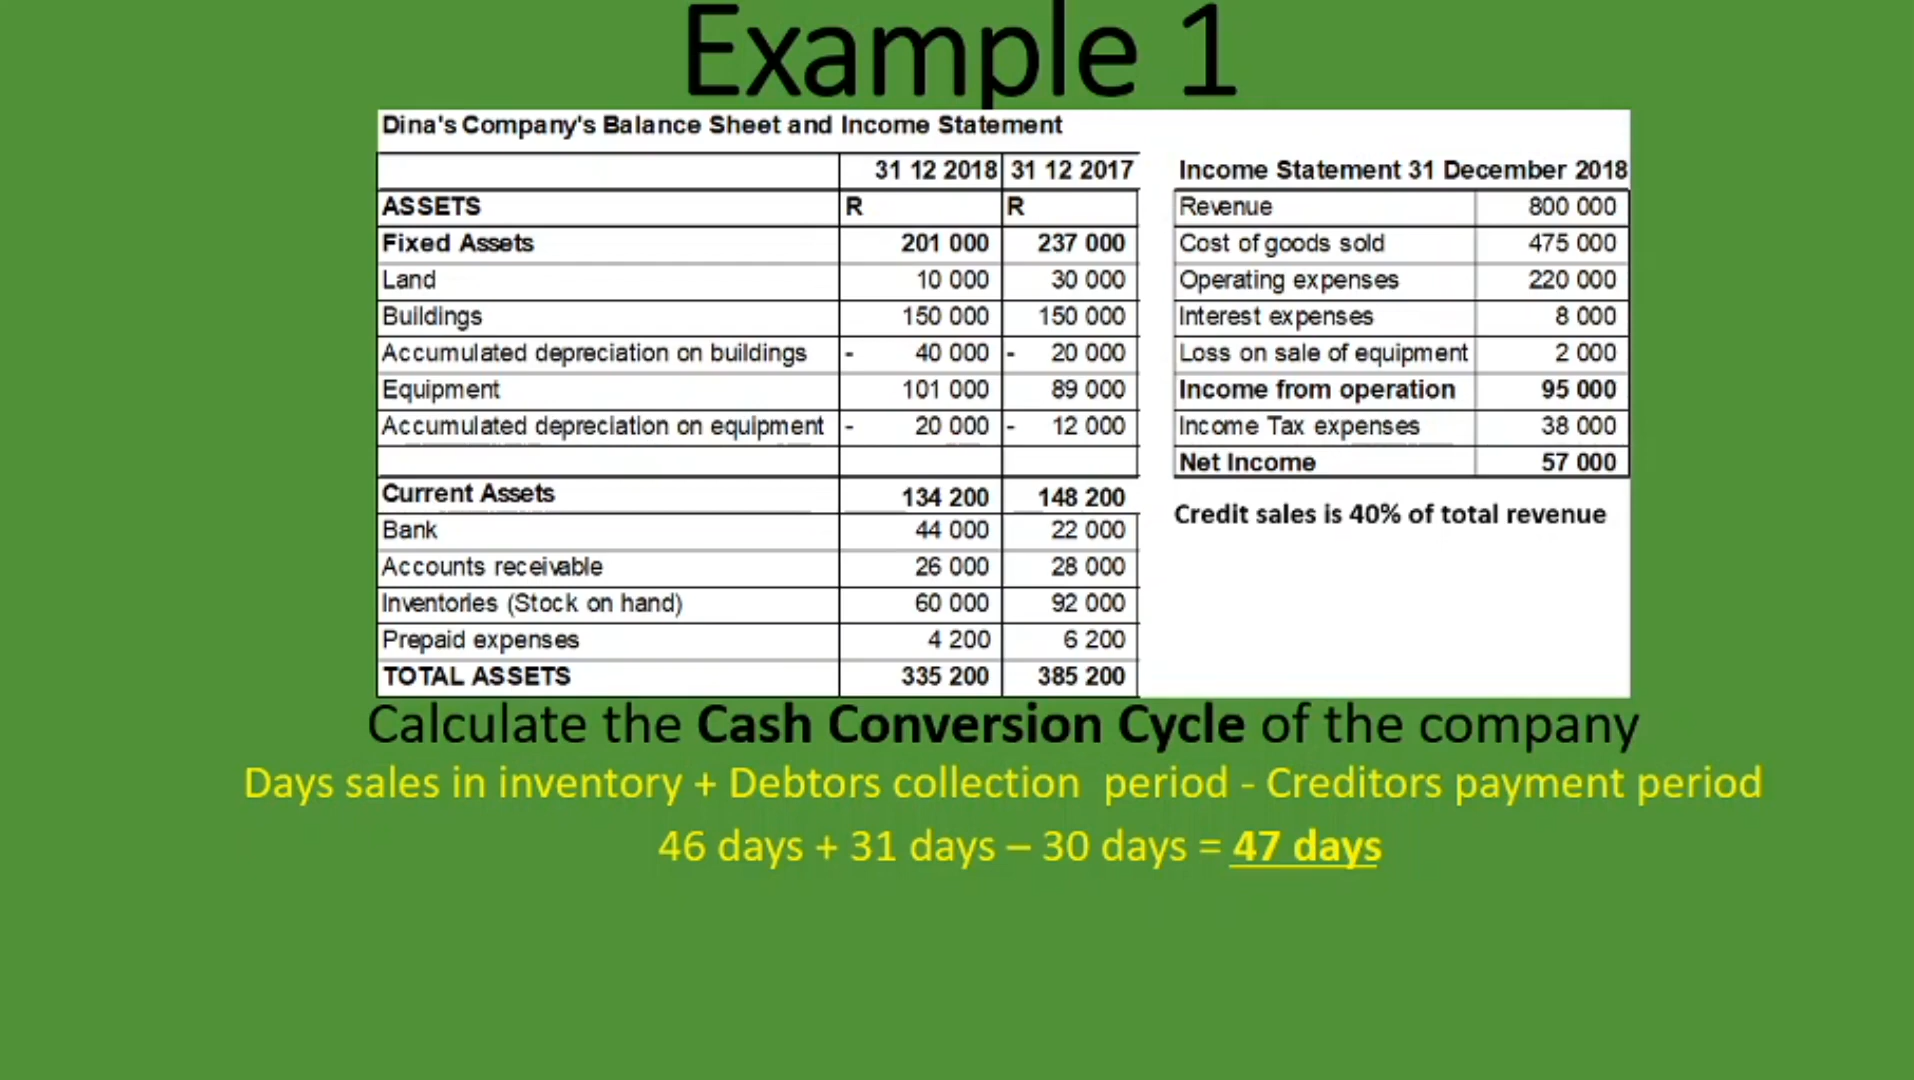 Example 1
Dina's Company's Balance Sheet and Income Statement
31 12 2018 31 12 2017
ASSETS R R
Fixed Assets 201 000 237 000
Land 10 000 30 000
Buildings 150 000 150 000
Accumulated depreciation on buildings - 40 000 - 20 000
Equipment 101 000 89 000
Accumulated depreciation on equipment - 20 000 - 12 000
Current Assets 134 200 148 200
Bank 44 000 22 000
Accounts receivable 26 000 28 000
Inventories (Stock on hand) 60 000 92 000
Prepaid expenses 4 200 6 200
TOTAL ASSETS 335 200 385 200
Income Statement 31 December 2018
Revenue 800 000
Cost of goods sold 475 000
Operating expenses 220 000
Interest expenses 8 000
Loss on sale of equipment 2 000
Income from operation 95 000
Income Tax expenses 38 000
Net Income 57 000
Credit sales is 40% of total revenue
Calculate the Cash Conversion Cycle of the company
Days sales in inventory + Debtors collection period - Creditors payment period
46 days + 31 days – 30 days = 47 days